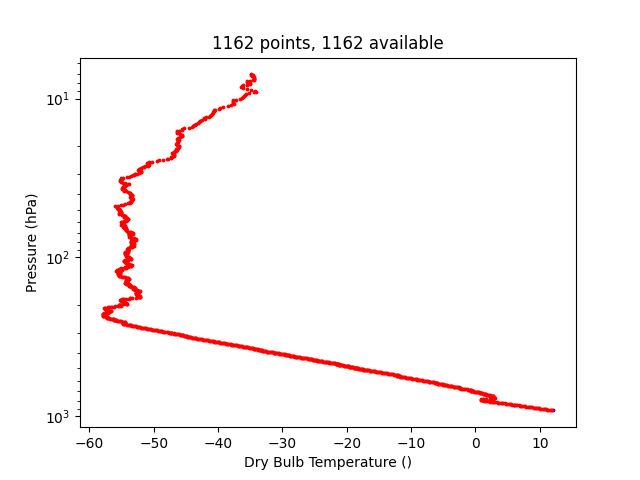 1162 points, 1162 available
10¹
10²
10³
Pressure (hPa)
−60 −50 −40 −30 −20 −10 0 10
Dry Bulb Temperature ()